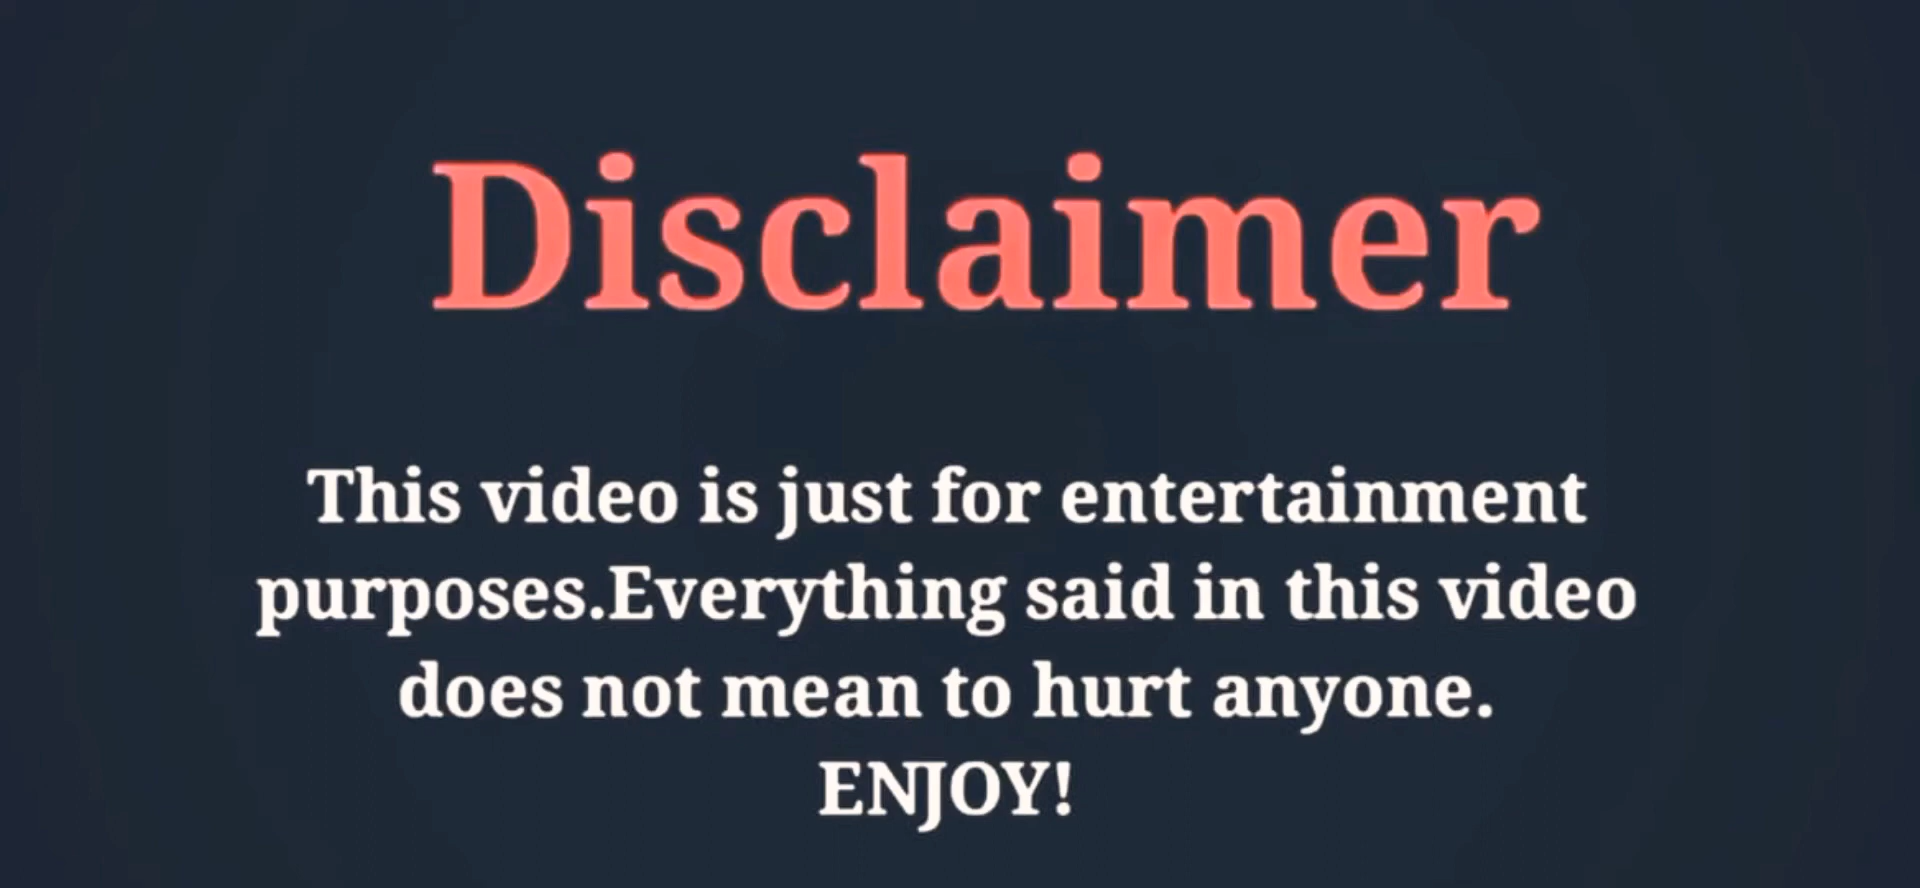 Disclaimer
This video is just for entertainment
purposes.Everything said in this video
does not mean to hurt anyone.
ENJOY!